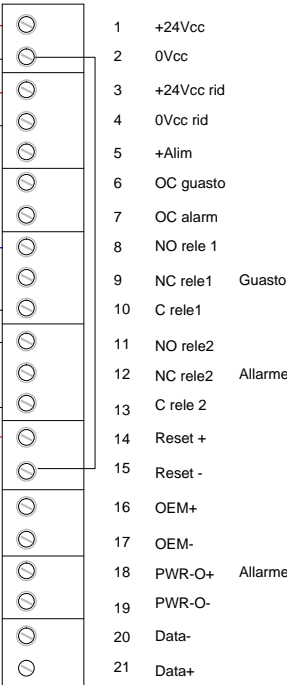 1 +24Vcc
2 0Vcc
3 +24Vcc rid
4 0Vcc rid
5 +Alim
6 OC guasto
7 OC alarm
8 NO rele 1
9 NC rele1 Guasto
10 C rele1
11 NO rele2
12 NC rele2 Allarme
13 C rele 2
14 Reset +
15 Reset -
16 OEM+
17 OEM-
18 PWR-O+ Allarme
19 PWR-O-
20 Data-
21 Data+